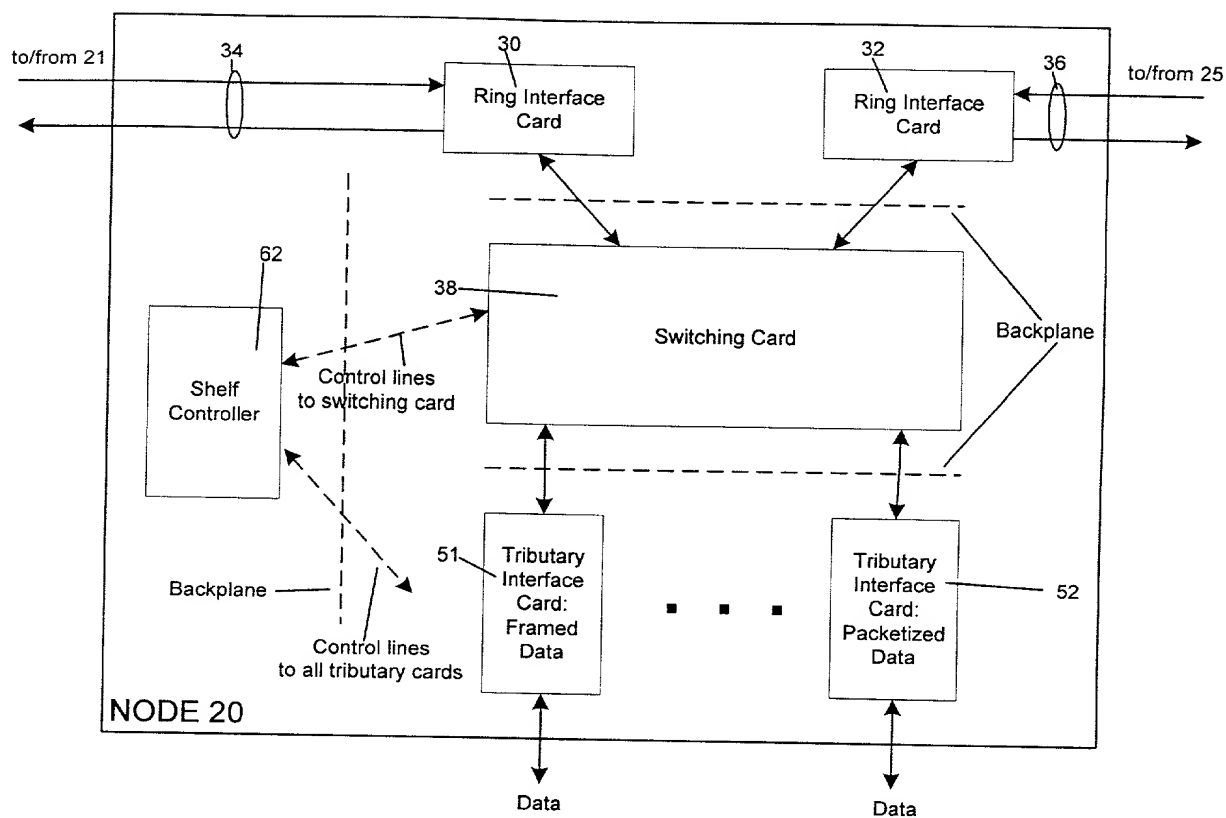 to/from 21
34
30
32
36
to/from 25
Ring Interface
Card
Ring Interface
Card
62
38
Switching Card
Backplane
Shelf
Controller
Control lines
to switching card
51
Tributary
Interface
Card:
Framed
Data
Tributary
Interface
Card:
Packetized
Data
52
Backplane
Control lines
to all tributary cards
NODE 20
Data
Data